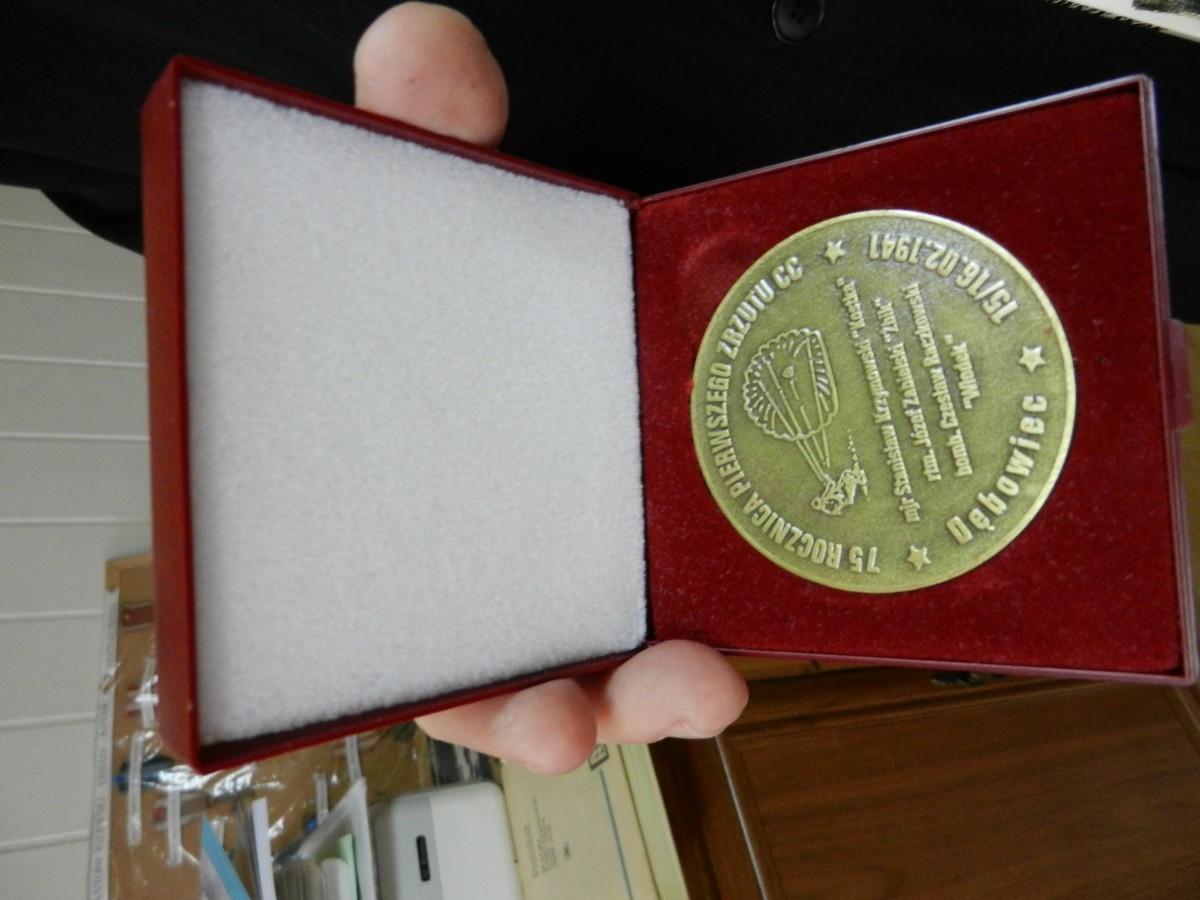 75 ROCZNICA PIERWSZEGO ZRZUTU CC
mjr Stanisław Krzymowski "Kostka"
rtm. Józef Zabielski "Żbik"
bomb. Czesław Raczkowski
"Włodek"
15/16.02.1941
Dębowiec